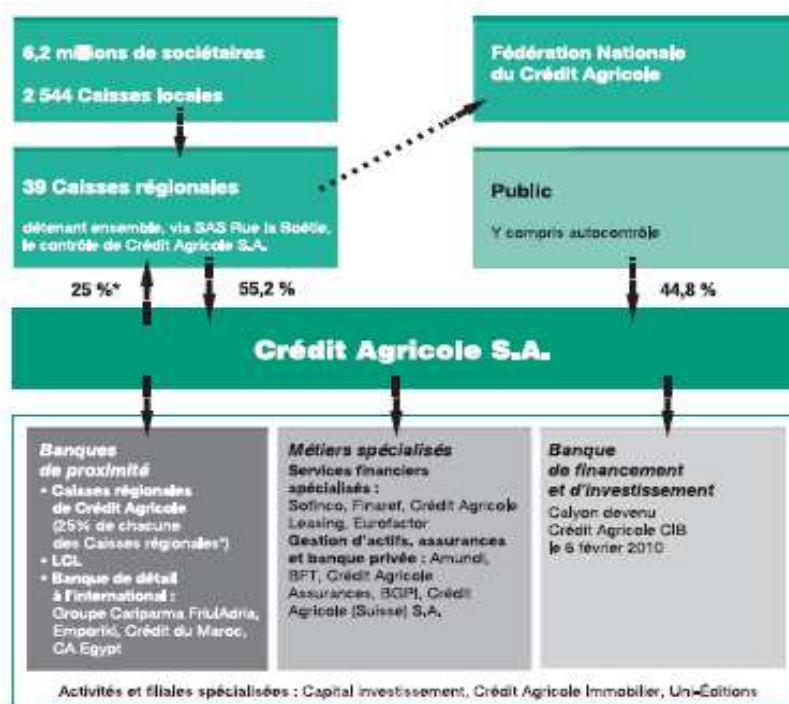 6,2 millions de sociétaires
2 544 Caisses locales
Fédération Nationale
du Crédit Agricole
39 Caisses régionales
détenant ensemble, via SAS Rue la Boétie,
le contrôle de Crédit Agricole S.A.
Public
Y compris autocontrôle
25 %*
55,2 %
44,8 %
Crédit Agricole S.A.
Banques
de proximité
• Caisses régionales
de Crédit Agricole
(25% de chacune
des Caisses régionales*)
• LCL
• Banque de détail
à l'international :
Groupe Cariparma FriulAdria,
Emporiki, Crédit du Maroc,
CA Egypt
Métiers spécialisés
Services financiers
spécialisés :
Sofinco, Finaref, Crédit Agricole
Leasing, Eurofactor
Gestion d'actifs, assurances
et banque privée : Amundi,
BFT, Crédit Agricole
Assurances, BGPI, Crédit
Agricole (Suisse) S.A.
Banque
de financement
et d'investissement
Calyon devenu
Crédit Agricole CIB
le 6 février 2010
Activités et filiales spécialisées : Capital investissement, Crédit Agricole Immobilier, Uni-Éditions